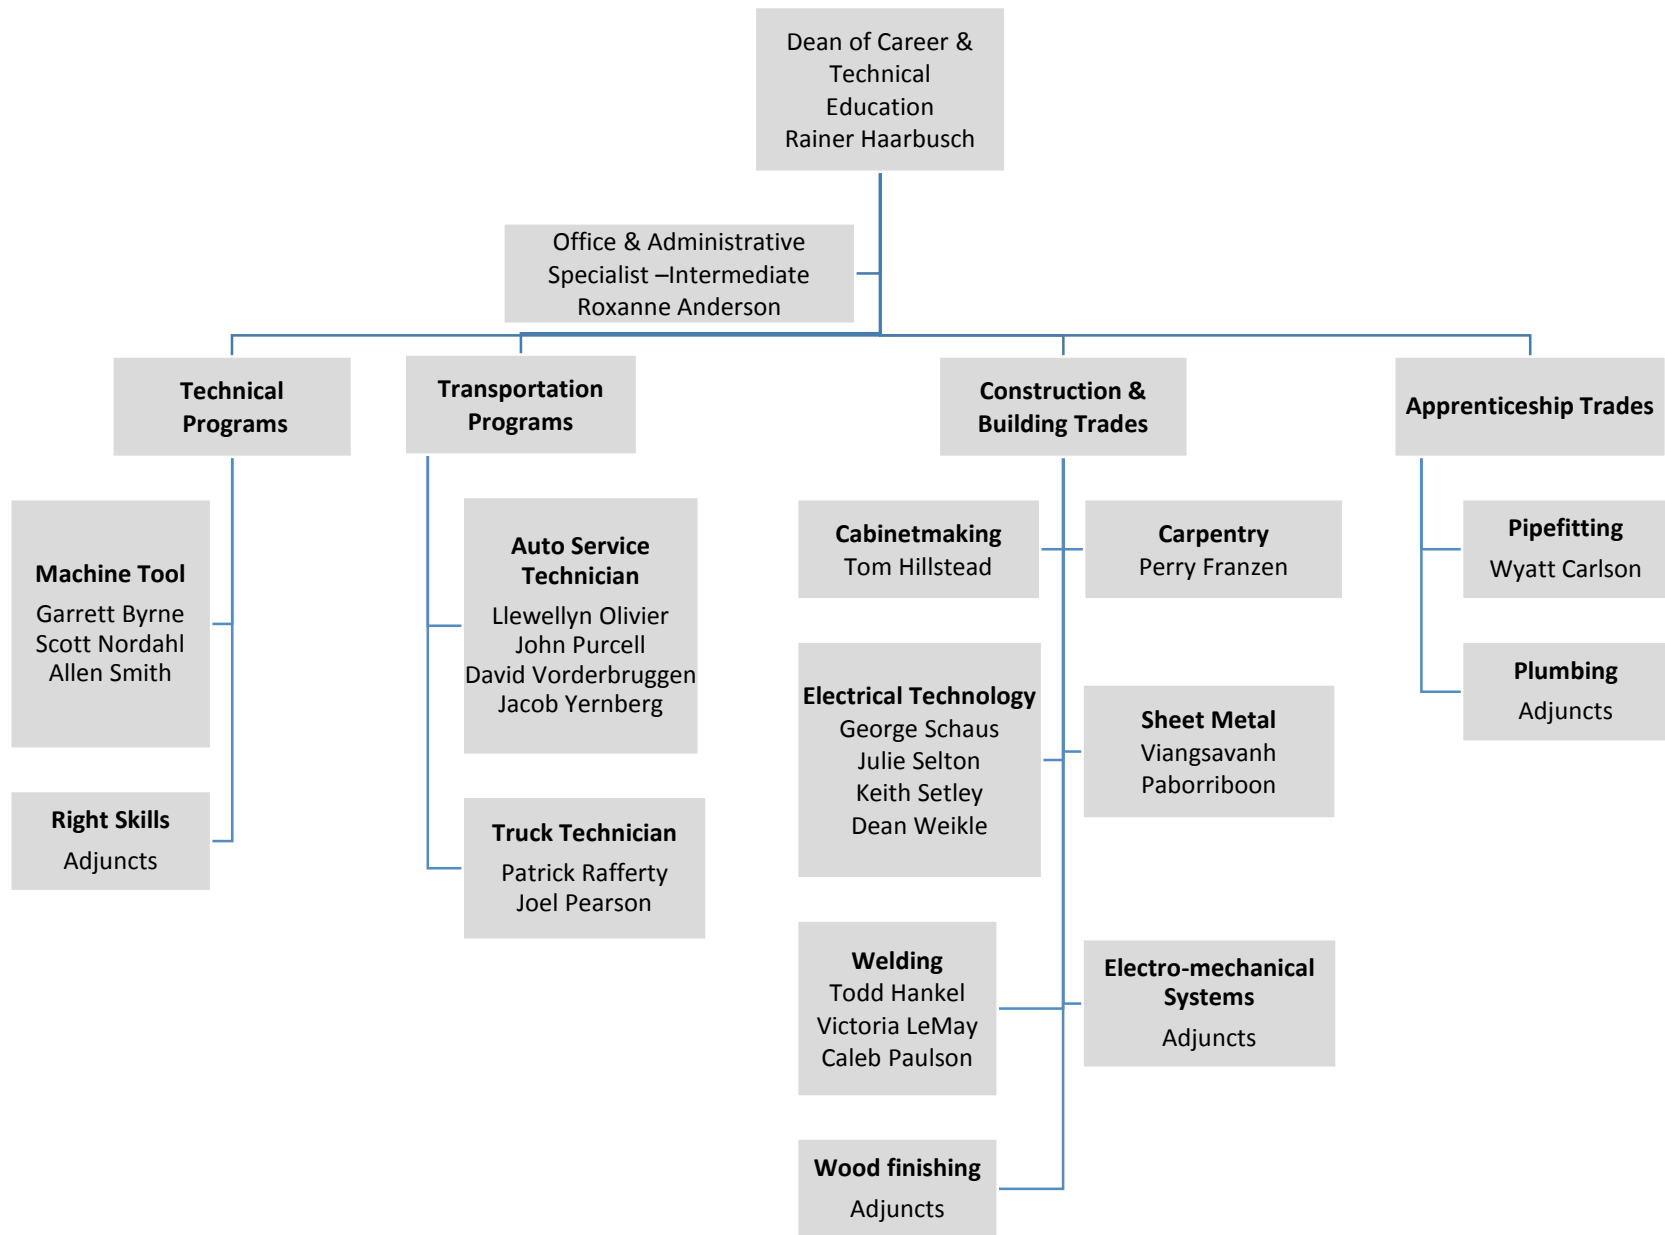 Dean of Career &
Technical
Education
Rainer Haarbusch
Office & Administrative
Specialist –Intermediate
Roxanne Anderson
Technical
Programs
Transportation
Programs
Construction &
Building Trades
Apprenticeship Trades
Machine Tool
Garrett Byrne
Scott Nordahl
Allen Smith
Right Skills
Adjuncts
Auto Service
Technician
Llewellyn Olivier
John Purcell
David Vorderbruggen
Jacob Yernberg
Truck Technician
Patrick Rafferty
Joel Pearson
Cabinetmaking
Tom Hillstead
Carpentry
Perry Franzen
Electrical Technology
George Schaus
Julie Selton
Keith Setley
Dean Weikle
Sheet Metal
Viangsavanh
Paborriboon
Welding
Todd Hankel
Victoria LeMay
Caleb Paulson
Electro-mechanical
Systems
Adjuncts
Wood finishing
Adjuncts
Pipefitting
Wyatt Carlson
Plumbing
Adjuncts